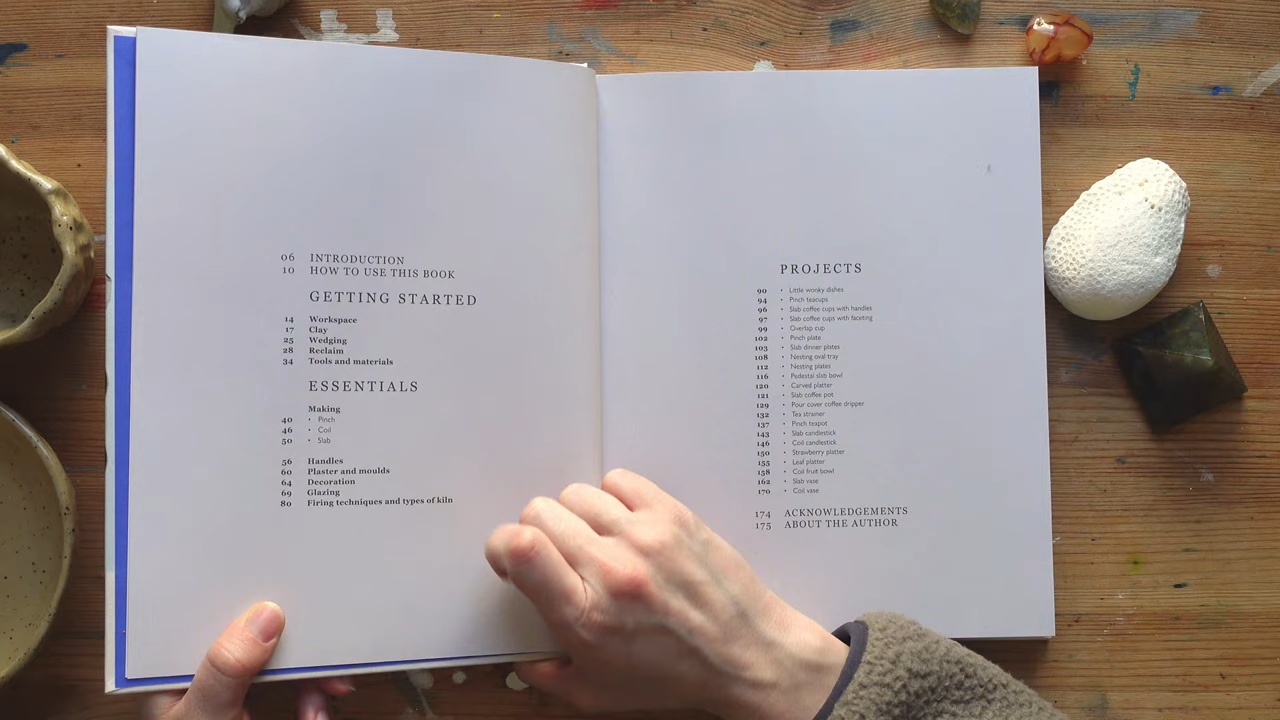 06 INTRODUCTION
10 HOW TO USE THIS BOOK
GETTING STARTED
14 Workspace
17 Clay
25 Wedging
28 Reclaim
34 Tools and materials
ESSENTIALS
Making
40 • Pinch
46 • Coil
50 • Slab
56 Handles
60 Plaster and moulds
64 Decoration
69 Glazing
80 Firing techniques and types of kiln
PROJECTS
90 • Little wonky dishes
94 • Pinch teacups
96 • Slab coffee cups with handles
97 • Slab coffee cups with faceting
99 • Overlap cup
102 • Pinch plate
103 • Slab dinner plates
108 • Nesting oval tray
112 • Nesting plates
116 • Pedestal slab bowl
120 • Carved platter
121 • Slab coffee pot
129 • Pour cover coffee dripper
132 • Tea strainer
137 • Pinch teapot
143 • Slab candlestick
146 • Coil candlestick
150 • Strawberry platter
155 • Leaf platter
158 • Coil fruit bowl
162 • Slab vase
170 • Coil vase
174 ACKNOWLEDGEMENTS
175 ABOUT THE AUTHOR